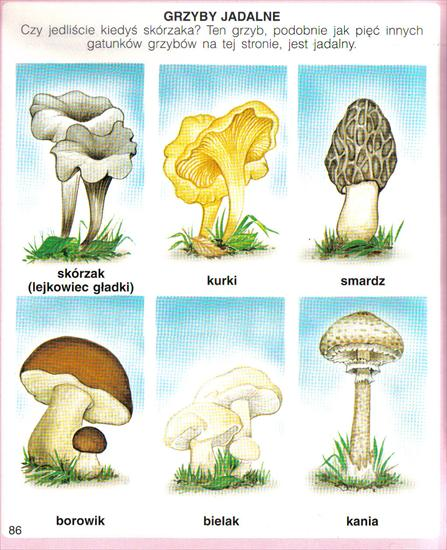 GRZYBY JADALNE
Czy jedliście kiedyś skórzaka? Ten grzyb, podobnie jak pięć innych
gatunków grzybów na tej stronie, jest jadalny.
skórzak
(lejkowiec gładki)
kurki
smardz
borowik
bielak
kania
86